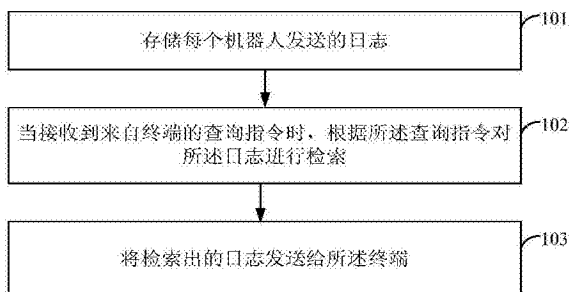 101
存储每个机器人发送的日志
当接收到来自终端的查询指令时，根据所述查询指令对
所述日志进行检索
102
将检索出的日志发送给所述终端
103